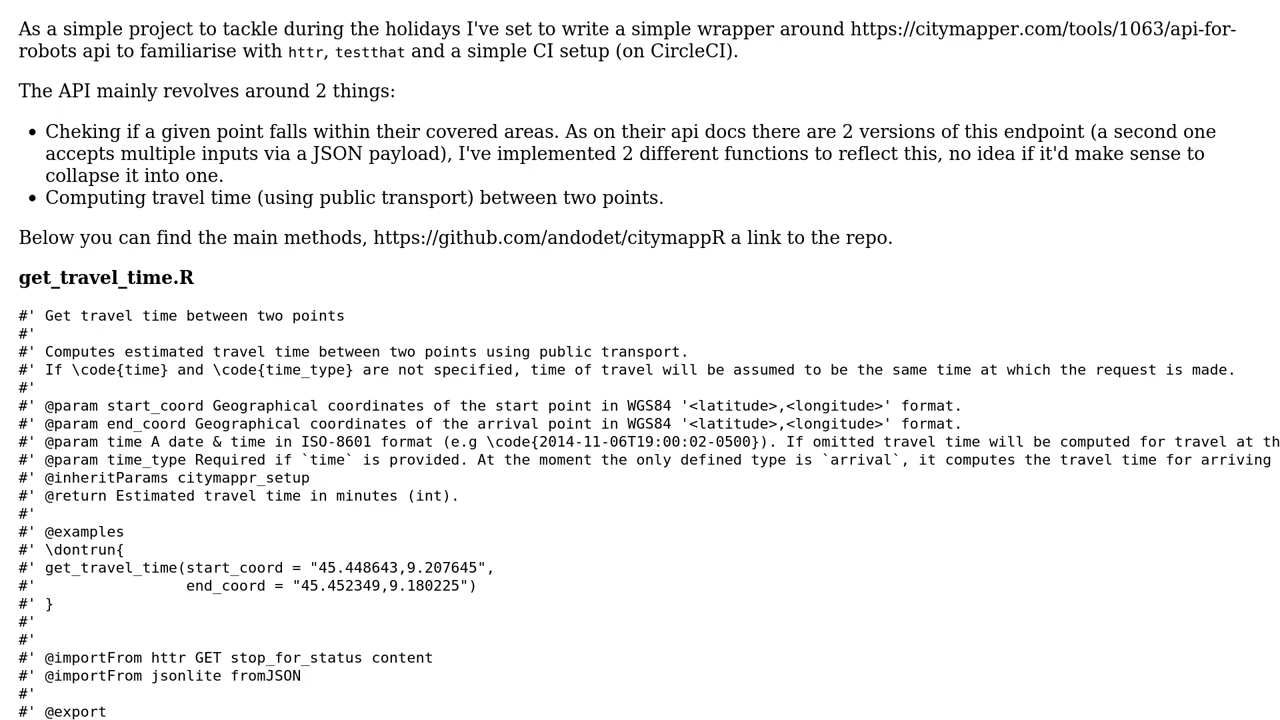 As a simple project to tackle during the holidays I've set to write a simple wrapper around https://citymapper.com/tools/1063/api-for-
robots api to familiarise with httr, testthat and a simple CI setup (on CircleCI).
The API mainly revolves around 2 things:
• Cheking if a given point falls within their covered areas. As on their api docs there are 2 versions of this endpoint (a second one
accepts multiple inputs via a JSON payload), I've implemented 2 different functions to reflect this, no idea if it'd make sense to
collapse it into one.
• Computing travel time (using public transport) between two points.
Below you can find the main methods, https://github.com/andodet/citymappR a link to the repo.
get_travel_time.R
#' Get travel time between two points
#'
#' Computes estimated travel time between two points using public transport.
#' If \code{time} and \code{time_type} are not specified, time of travel will be assumed to be the same time at which the request is made.
#'
#' @param start_coord Geographical coordinates of the start point in WGS84 '<latitude>,<longitude>' format.
#' @param end_coord Geographical coordinates of the arrival point in WGS84 '<latitude>,<longitude>' format.
#' @param time A date & time in ISO-8601 format (e.g \code{2014-11-06T19:00:02-0500}). If omitted travel time will be computed for travel at th
#' @param time_type Required if `time` is provided. At the moment the only defined type is `arrival`, it computes the travel time for arriving
#' @inheritParams citymappr_setup
#' @return Estimated travel time in minutes (int).
#'
#' @examples
#' \dontrun{
#' get_travel_time(start_coord = "45.448643,9.207645",
#'                 end_coord = "45.452349,9.180225")
#' }
#'
#'
#' @importFrom httr GET stop_for_status content
#' @importFrom jsonlite fromJSON
#'
#' @export